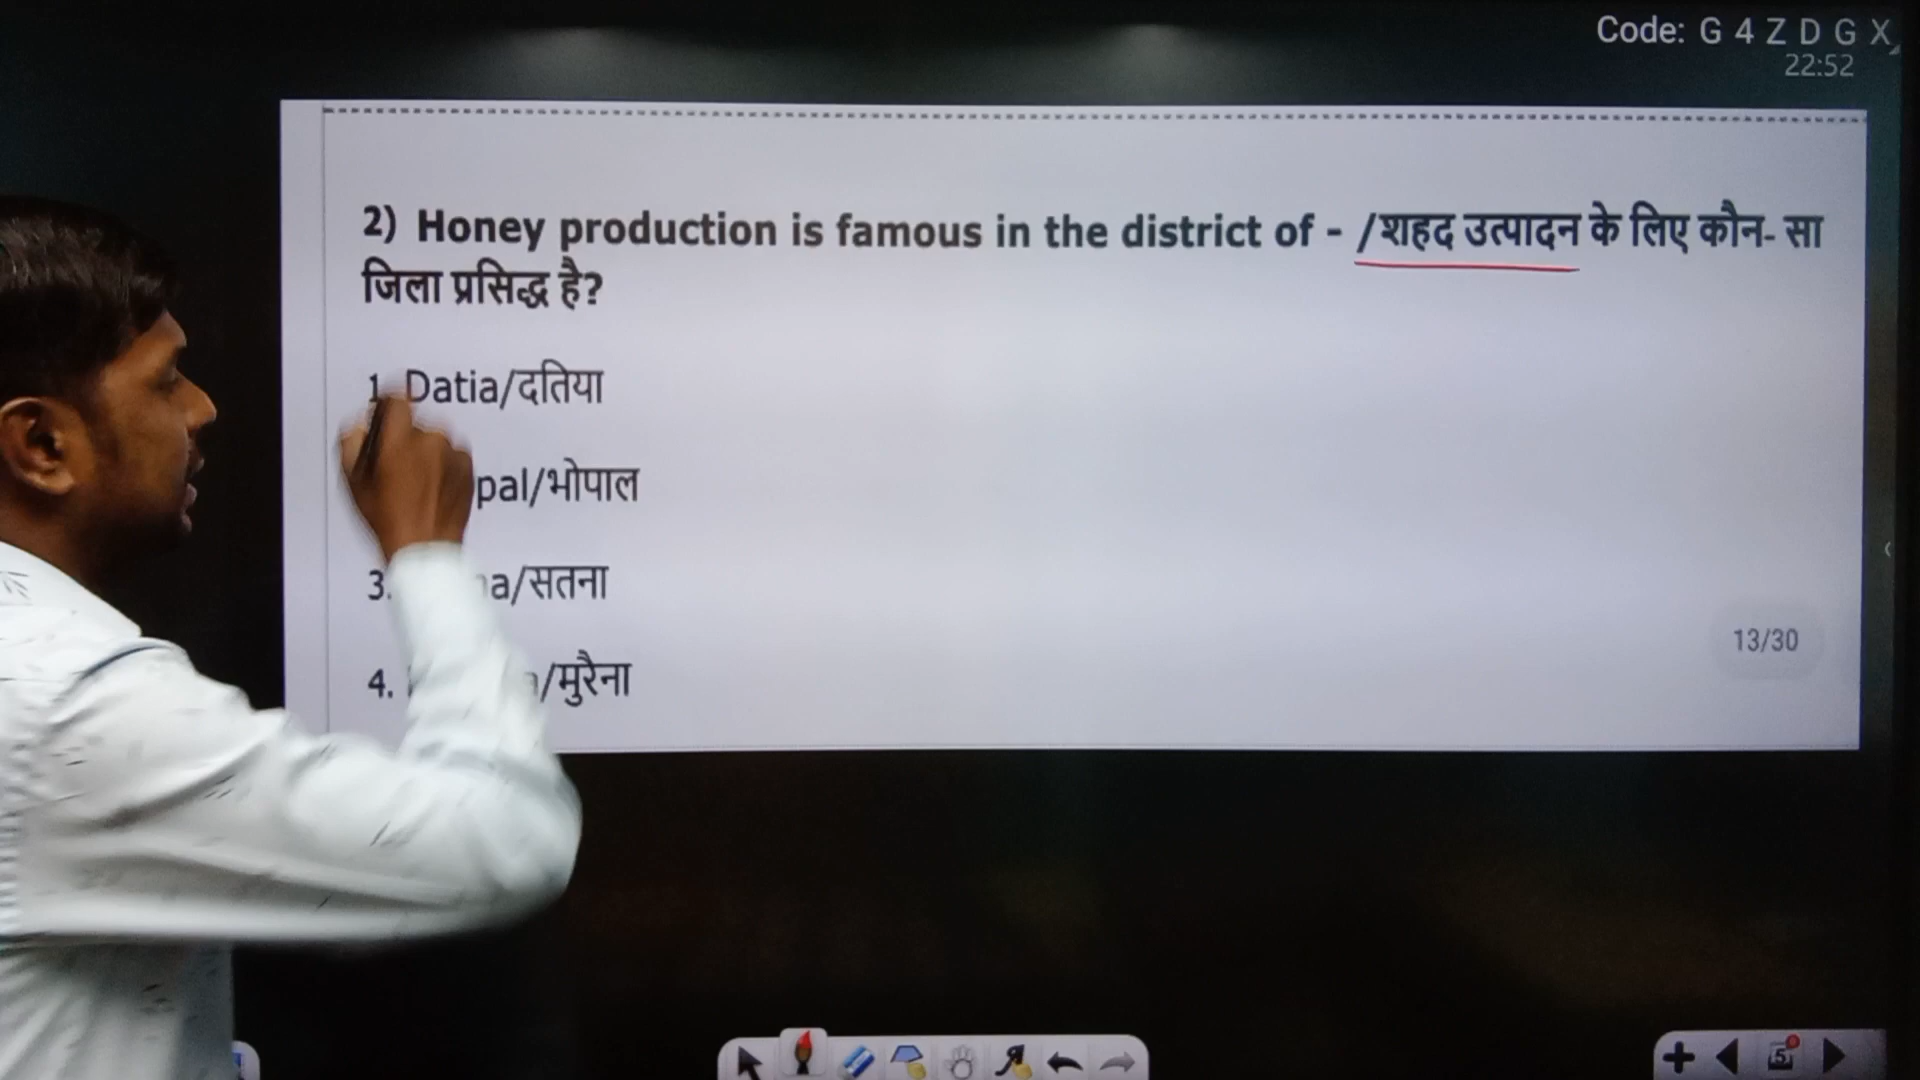 Code: G 4 Z D G X
22:52
2) Honey production is famous in the district of - /शहद उत्पादन के लिए कौन- सा
जिला प्रसिद्ध है?
1. Datia/दतिया
pal/भोपाल
3. a/सतना
4. /मुरैना
13/30
5